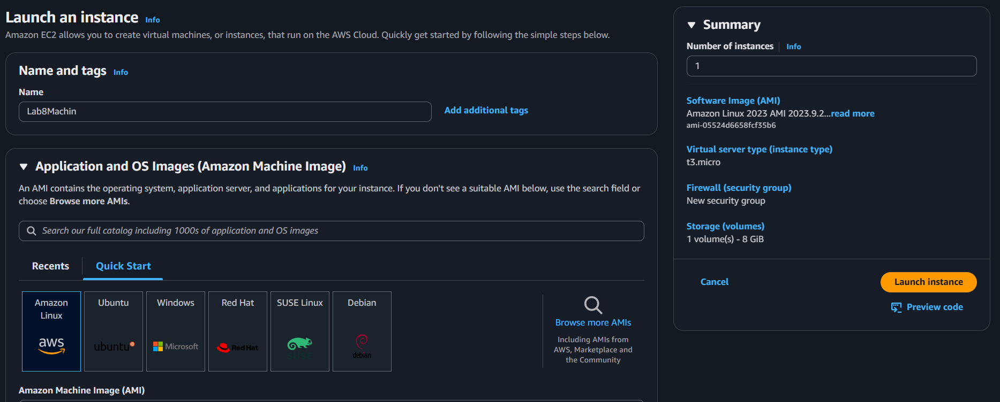 Launch an instance Info
Amazon EC2 allows you to create virtual machines, or instances, that run on the AWS Cloud. Quickly get started by following the simple steps below.
Name and tags Info
Name
Lab8Machin
Add additional tags
Application and OS Images (Amazon Machine Image) Info
An AMI contains the operating system, application server, and applications for your instance. If you don't see a suitable AMI below, use the search field or
choose Browse more AMIs.
Search our full catalog including 1000s of application and OS images
Recents
Quick Start
Amazon
Linux
aws
Ubuntu
ubuntu
Windows
Microsoft
Red Hat
Red Hat
SUSE Linux
SUSE
Debian
debian
Browse more AMIs
Including AMIs from
AWS, Marketplace and
the Community
Amazon Machine Image (AMI)
Summary
Number of instances Info
1
Software Image (AMI)
Amazon Linux 2023 AMI 2023.9.2...read more
ami-05524d6658fcf35b6
Virtual server type (instance type)
t3.micro
Firewall (security group)
New security group
Storage (volumes)
1 volume(s) - 8 GiB
Cancel
Launch instance
Preview code